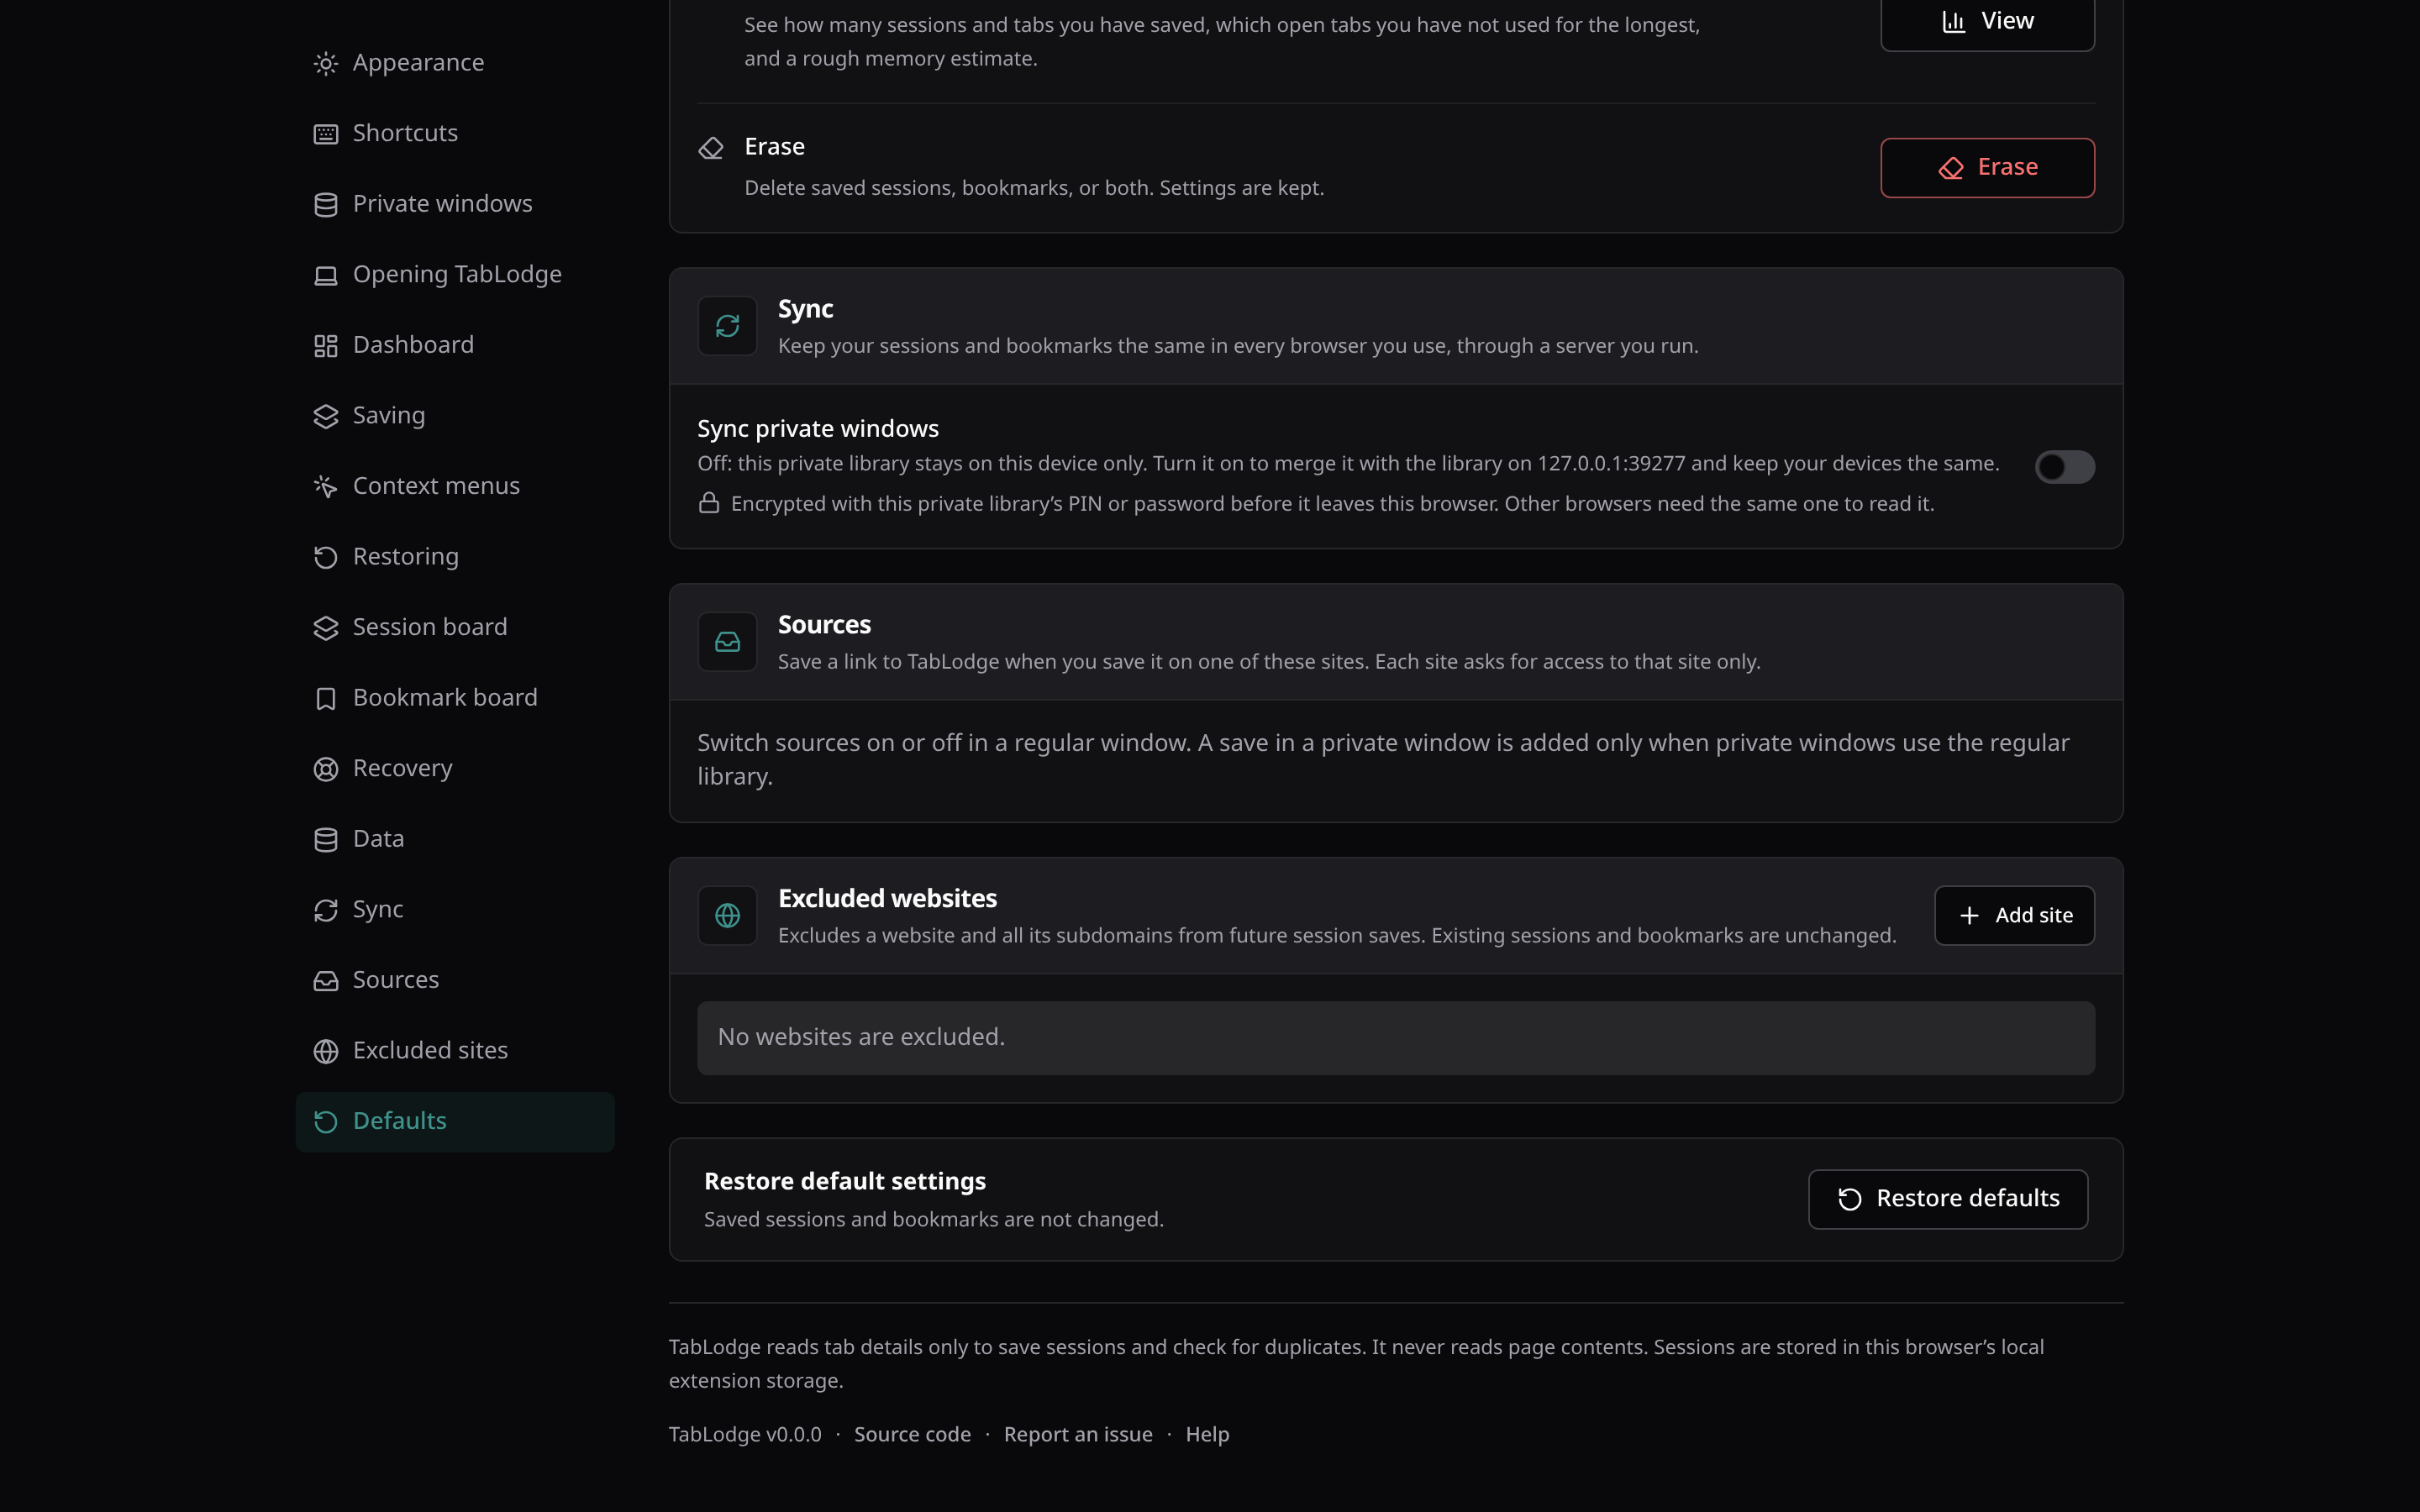 Appearance
Shortcuts
Private windows
Opening TabLodge
Dashboard
Saving
Context menus
Restoring
Session board
Bookmark board
Recovery
Data
Sync
Sources
Excluded sites
Defaults
See how many sessions and tabs you have saved, which open tabs you have not used for the longest,
and a rough memory estimate.
View
Erase
Delete saved sessions, bookmarks, or both. Settings are kept.
Erase
Sync
Keep your sessions and bookmarks the same in every browser you use, through a server you run.
Sync private windows
Off: this private library stays on this device only. Turn it on to merge it with the library on 127.0.0.1:39277 and keep your devices the same.
Encrypted with this private library’s PIN or password before it leaves this browser. Other browsers need the same one to read it.
Sources
Save a link to TabLodge when you save it on one of these sites. Each site asks for access to that site only.
Switch sources on or off in a regular window. A save in a private window is added only when private windows use the regular
library.
Excluded websites
Excludes a website and all its subdomains from future session saves. Existing sessions and bookmarks are unchanged.
Add site
No websites are excluded.
Restore default settings
Saved sessions and bookmarks are not changed.
Restore defaults
TabLodge reads tab details only to save sessions and check for duplicates. It never reads page contents. Sessions are stored in this browser’s local
extension storage.
TabLodge v0.0.0 · Source code · Report an issue · Help